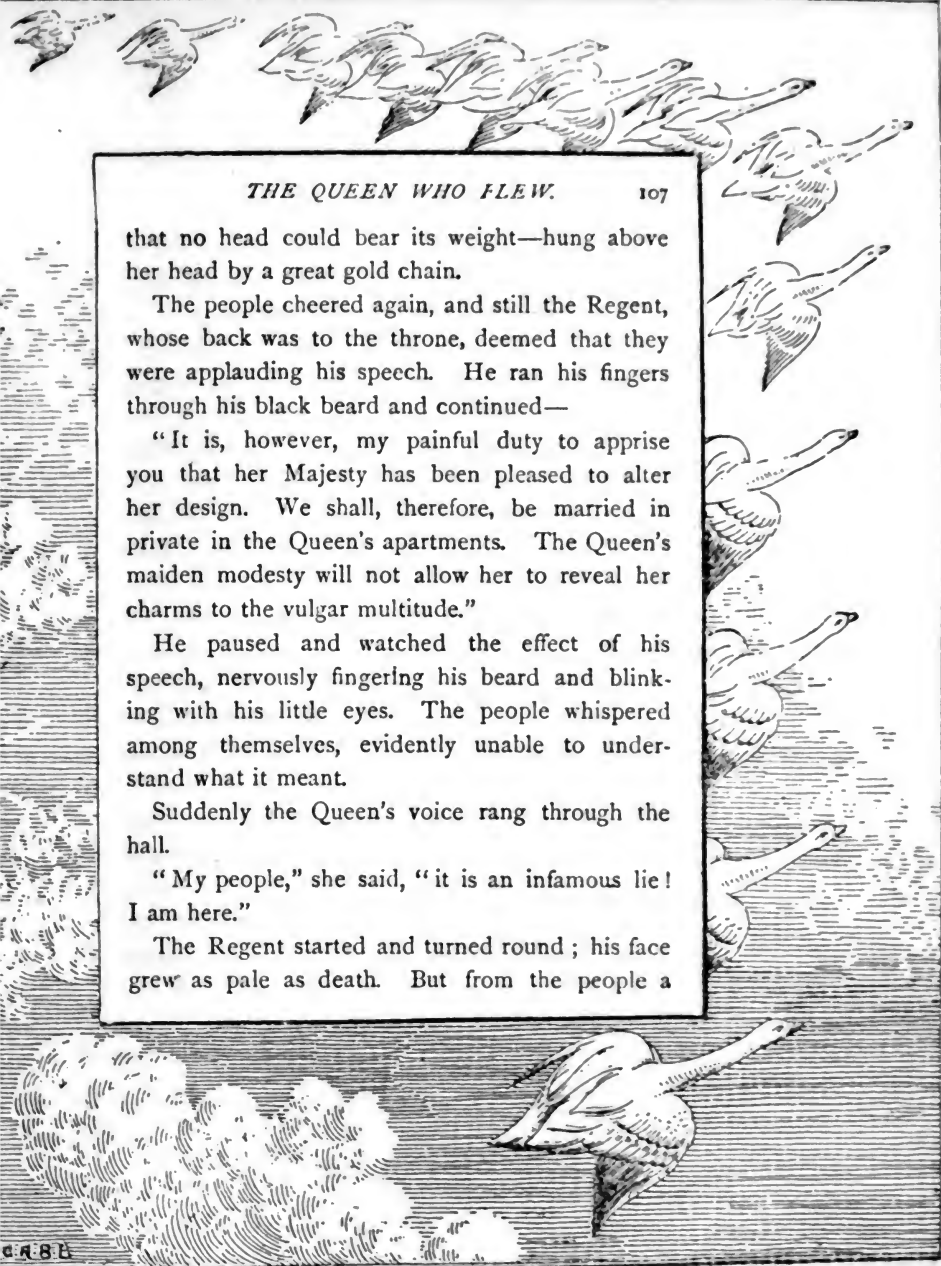 THE QUEEN WHO FLEW. 107
that no head could bear its weight—hung above
her head by a great gold chain.
The people cheered again, and still the Regent,
whose back was to the throne, deemed that they
were applauding his speech. He ran his fingers
through his black beard and continued—
“It is, however, my painful duty to apprise
you that her Majesty has been pleased to alter
her design. We shall, therefore, be married in
private in the Queen's apartments. The Queen's
maiden modesty will not allow her to reveal her
charms to the vulgar multitude.”
He paused and watched the effect of his
speech, nervously fingering his beard and blink-
ing with his little eyes. The people whispered
among themselves, evidently unable to under-
stand what it meant.
Suddenly the Queen's voice rang through the
hall.
“My people,” she said, “it is an infamous lie!
I am here.”
The Regent started and turned round; his face
grew as pale as death. But from the people a